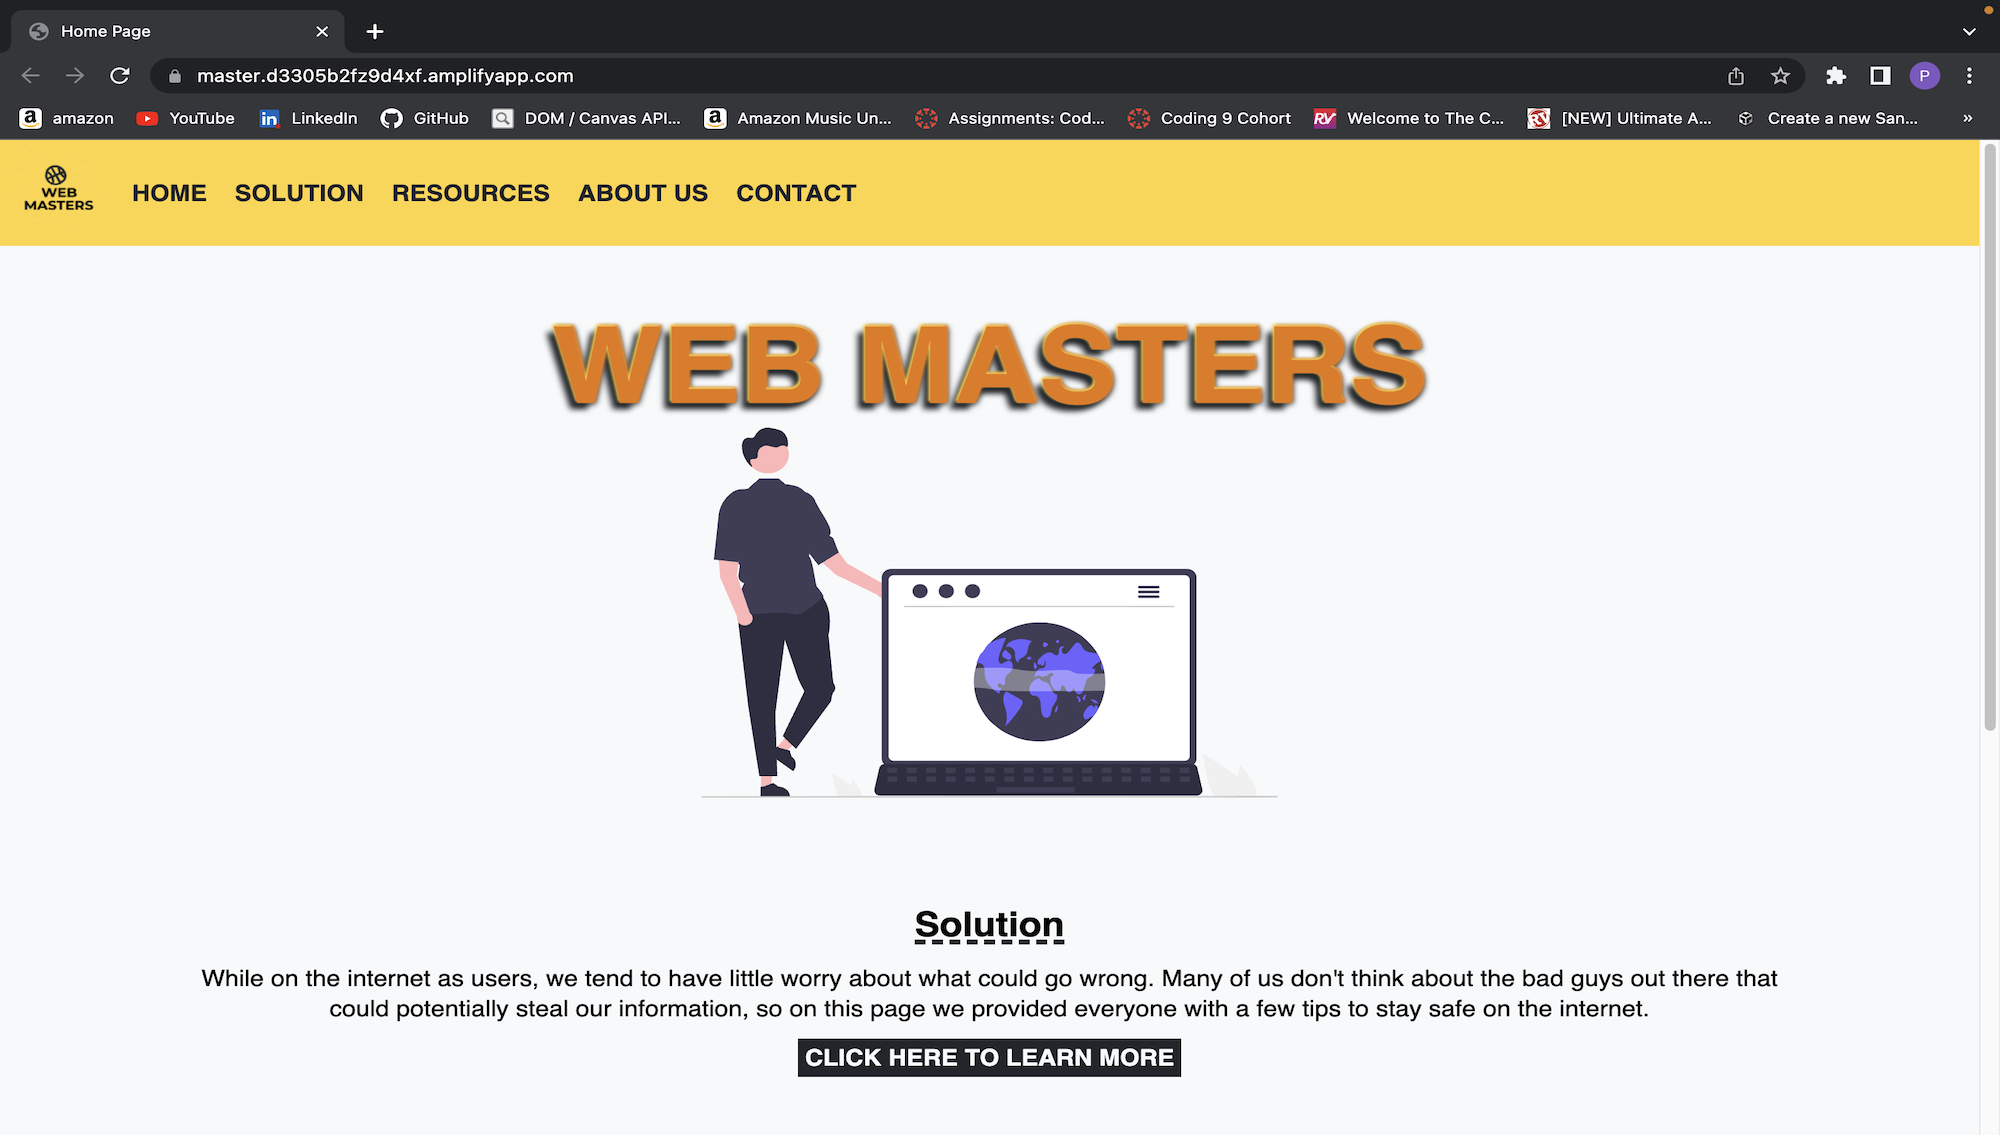 Home Page
master.d3305b2fz9d4xf.amplifyapp.com
P
amazon YouTube LinkedIn GitHub DOM / Canvas API... Amazon Music Un... Assignments: Cod... Coding 9 Cohort Welcome to The C... [NEW] Ultimate A... Create a new San... »
WEB
MASTERS
HOME SOLUTION RESOURCES ABOUT US CONTACT
WEB MASTERS
Solution
While on the internet as users, we tend to have little worry about what could go wrong. Many of us don't think about the bad guys out there that
could potentially steal our information, so on this page we provided everyone with a few tips to stay safe on the internet.
CLICK HERE TO LEARN MORE